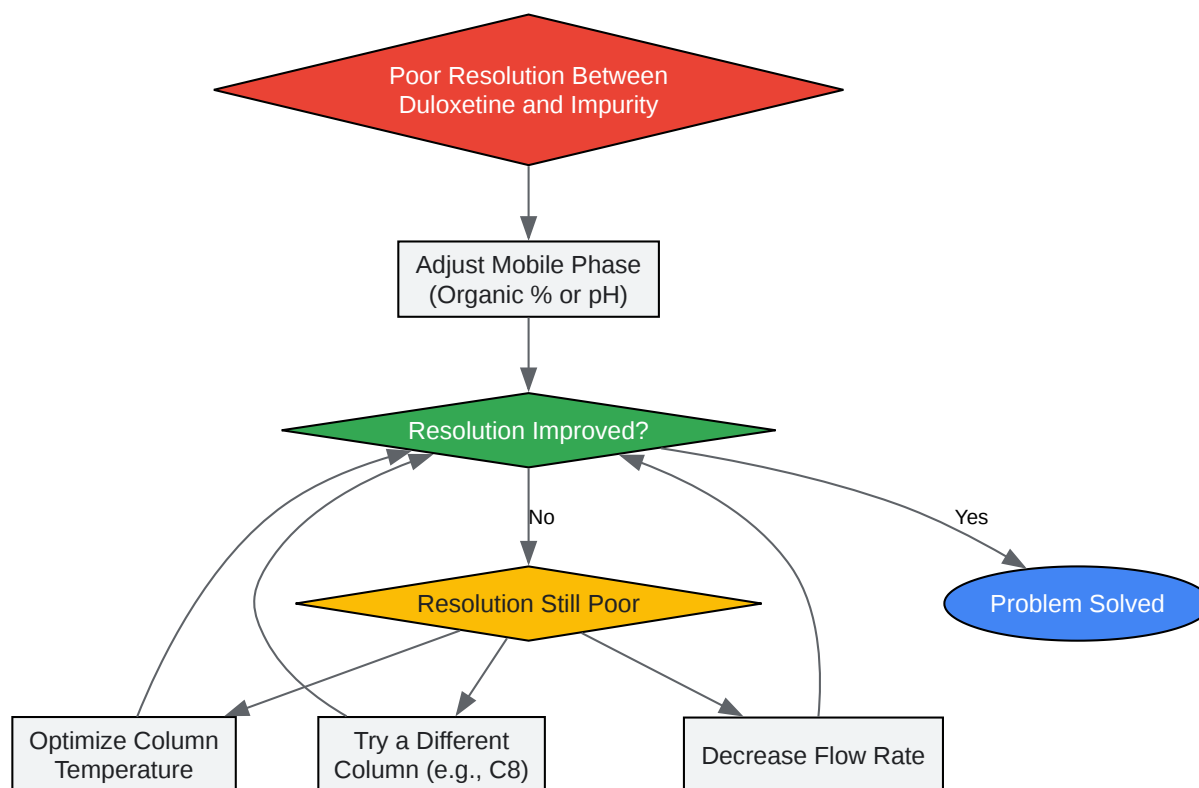 Poor Resolution Between
Duloxetine and Impurity
Adjust Mobile Phase
(Organic % or pH)
Resolution Improved?
No
Yes
Resolution Still Poor
Problem Solved
Optimize Column
Temperature
Try a Different
Column (e.g., C8)
Decrease Flow Rate